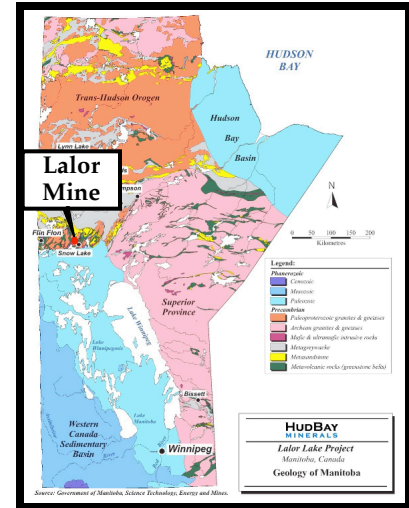 HUDSON
BAY
Trans-Hudson Orogen
Hudson
Bay
Basin
Lynn Lake
Lalor
Mine
mpson
N
0 50 100 150 200
Kilometres
Flin Flon
Snow Lake
Legend:
Phanerozoic
Cenozoic
Mesozoic
Paleozoic
Precambrian
Paleoproterozoic granites & gneisses
Archean granites & gneisses
Mafic & ultramafic intrusive rocks
Metagreywacke
Metasandstone
Metavolcanic rocks (greenstone belts)
Superior
Province
Lake Winnipeg
Lake
Winnipegosis
Bissett
Lake
Manitoba
Western
Canada
Sedimentary
Basin
Winnipeg
HUDBAY
MINERALS
Lalor Lake Project
Manitoba, Canada
Geology of Manitoba
Source: Government of Manitoba, Science Technology, Energy and Mines.